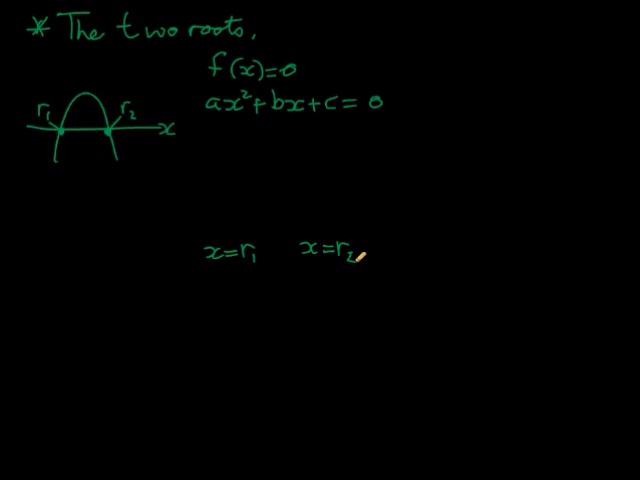 * The two roots.
f(x)=0
ax²+bx+c=0
r₁ r₂
x
x=r₁ x=r₂